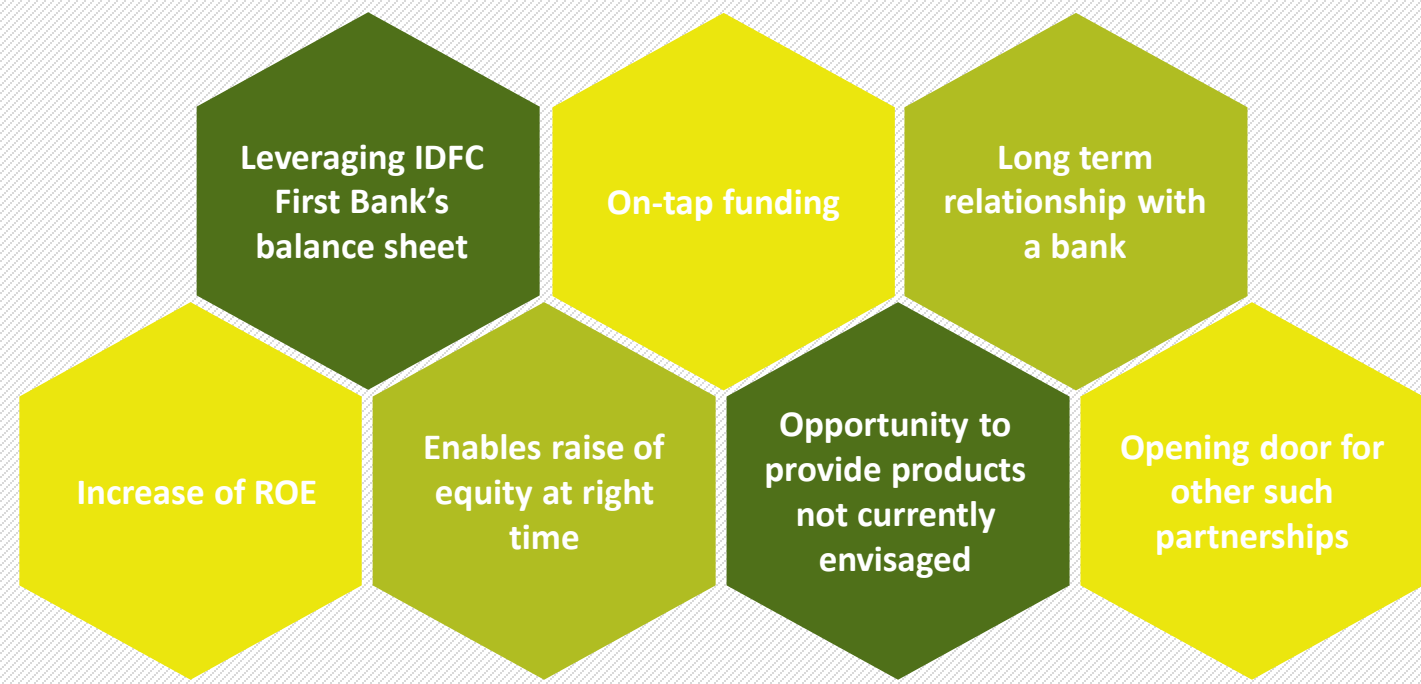 Leveraging IDFC
First Bank’s
balance sheet
On-tap funding
Long term
relationship with
a bank
Increase of ROE
Enables raise of
equity at right
time
Opportunity to
provide products
not currently
envisaged
Opening door for
other such
partnerships